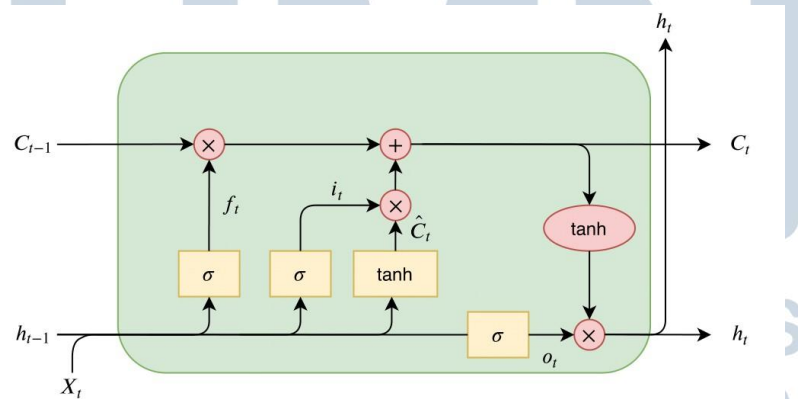 h_t
C_{t-1} × + C_t
f_t i_t × Ĉ_t
tanh
σ σ tanh
h_{t-1} σ o_t × h_t
X_t